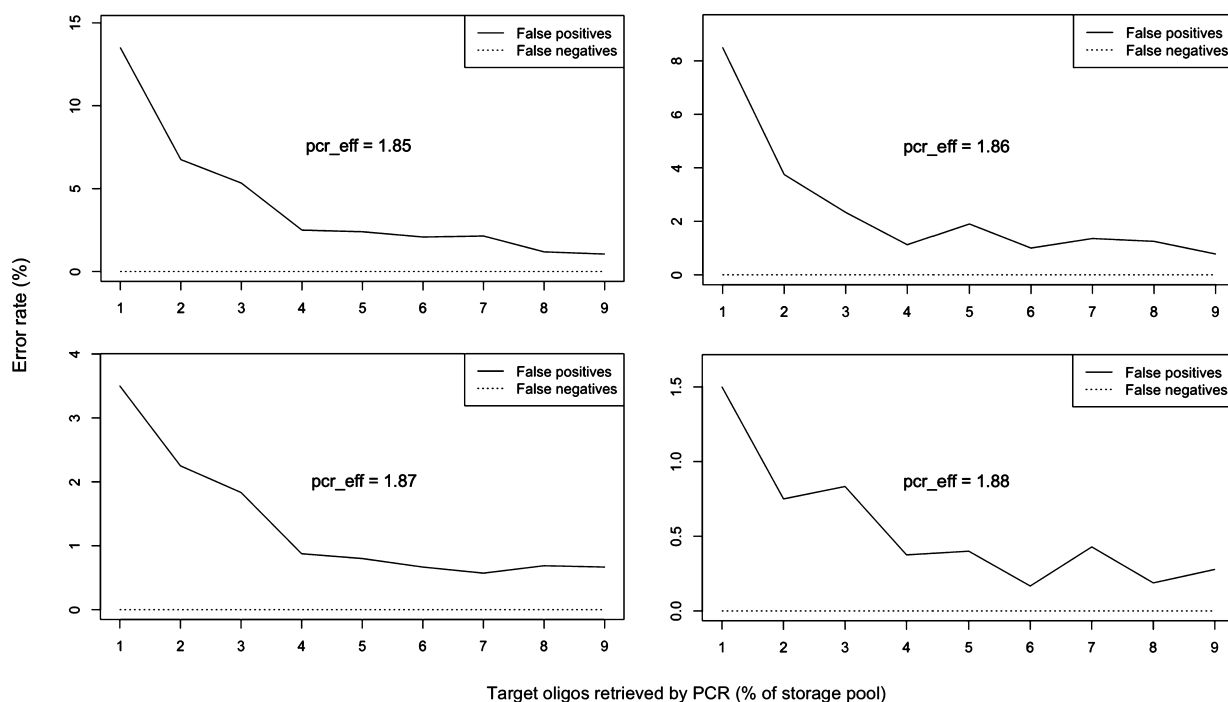 False positives
False negatives
15
10
5
0
pcr_eff = 1.85
1 2 3 4 5 6 7 8 9
False positives
False negatives
8
6
4
2
0
pcr_eff = 1.86
1 2 3 4 5 6 7 8 9
Error rate (%)
False positives
False negatives
4
3
2
1
0
pcr_eff = 1.87
1 2 3 4 5 6 7 8 9
False positives
False negatives
1.5
1.0
0.5
0.0
pcr_eff = 1.88
1 2 3 4 5 6 7 8 9
Target oligos retrieved by PCR (% of storage pool)